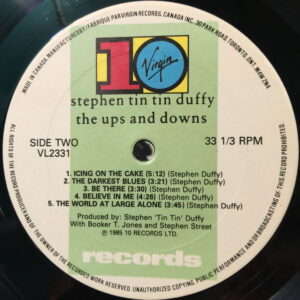 MADE IN CANADA. MANUFACTURED BY/FABRIQUE PAR VIRGIN RECORDS. CANADA INC. 30 PARK ROAD, TORONTO, ONT. M4W 2N4
10
Virgin
stephen tin tin duffy
the ups and downs
SIDE TWO
VL2331
33 1/3 RPM
1. ICING ON THE CAKE (5:12) (Stephen Duffy)
2. THE DARKEST BLUES (3:21) (Stephen Duffy)
3. BE THERE (3:30) (Stephen Duffy)
4. BELIEVE IN ME (4:26) (Stephen Duffy)
5. THE WORLD AT LARGE ALONE (3:45) (Stephen Duffy)
Produced by: Stephen 'Tin Tin' Duffy
With Booker T. Jones and Stephen Street
℗ 1985 10 RECORDS LTD.
records
ALL RIGHTS OF THE RECORD PRODUCER AND OF THE OWNER OF THE RECORDED WORK RESERVED. UNAUTHORIZED COPYING, PUBLIC PERFORMANCE AND/OR BROADCASTING OF THIS RECORD PROHIBITED.